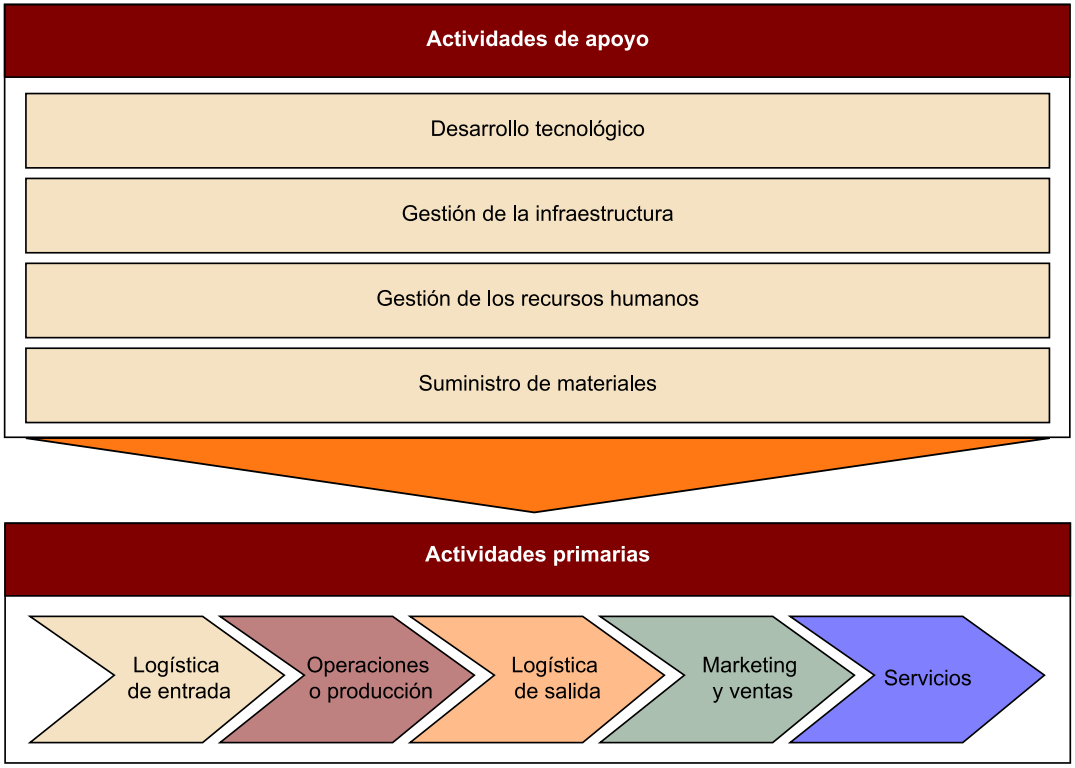 Actividades de apoyo
Desarrollo tecnológico
Gestión de la infraestructura
Gestión de los recursos humanos
Suministro de materiales
Actividades primarias
Logística
de entrada
Operaciones
o producción
Logística
de salida
Marketing
y ventas
Servicios